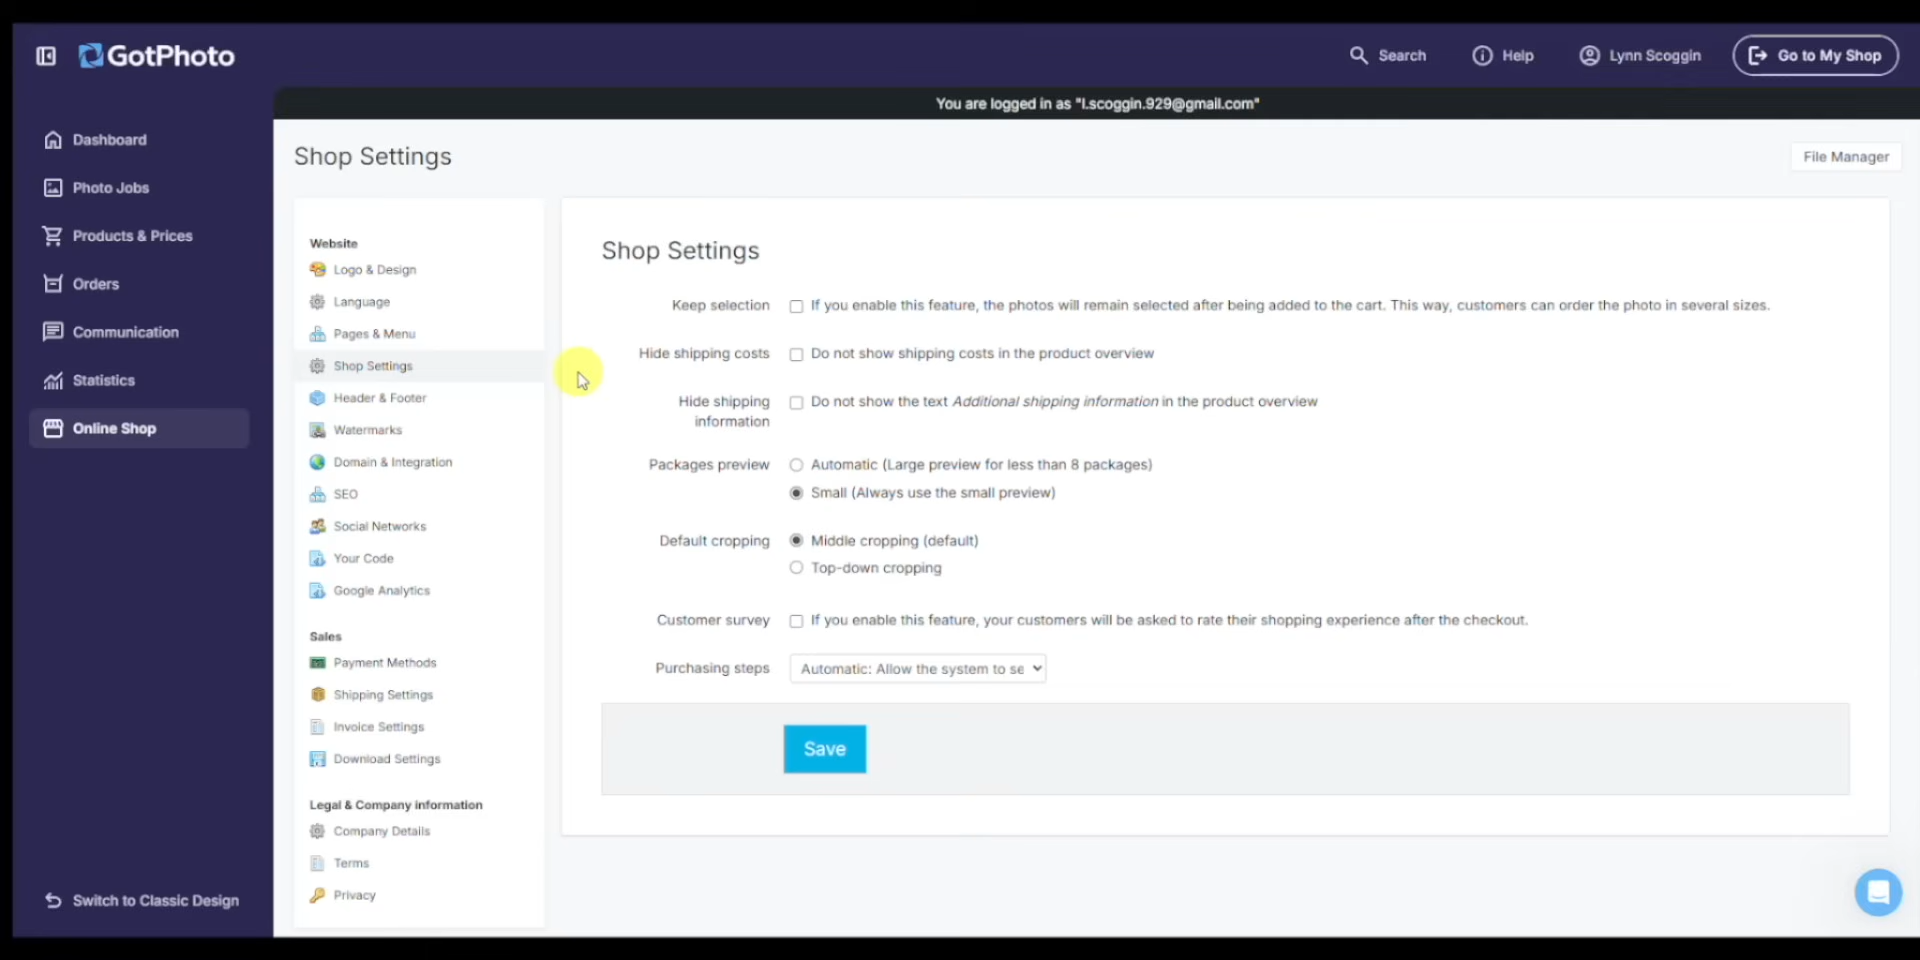 GotPhoto
Search
Help
Lynn Scoggin
Go to My Shop
You are logged in as "l.scoggin.929@gmail.com"
Dashboard
Photo Jobs
Products & Prices
Orders
Communication
Statistics
Online Shop
Switch to Classic Design
Shop Settings
File Manager
Website
Logo & Design
Language
Pages & Menu
Shop Settings
Header & Footer
Watermarks
Domain & Integration
SEO
Social Networks
Your Code
Google Analytics
Sales
Payment Methods
Shipping Settings
Invoice Settings
Download Settings
Legal & Company information
Company Details
Terms
Privacy
Shop Settings
Keep selection If you enable this feature, the photos will remain selected after being added to the cart. This way, customers can order the photo in several sizes.
Hide shipping costs Do not show shipping costs in the product overview
Hide shipping
information
Do not show the text Additional shipping information in the product overview
Packages preview Automatic (Large preview for less than 8 packages)
Small (Always use the small preview)
Default cropping Middle cropping (default)
Top-down cropping
Customer survey If you enable this feature, your customers will be asked to rate their shopping experience after the checkout.
Purchasing steps Automatic: Allow the system to se
Save